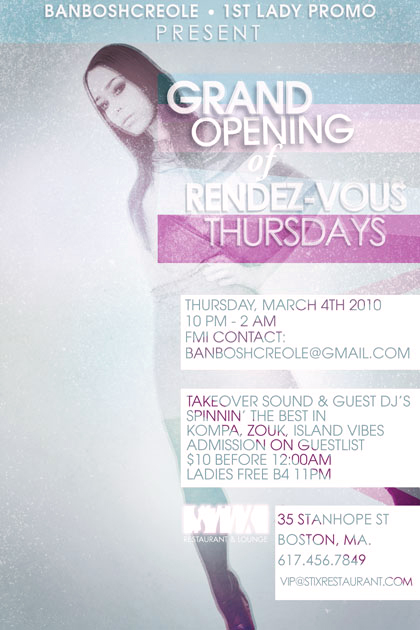 BANBOSHCREOLE • 1ST LADY PROMO
PRESENT
GRAND
OPENING
of
RENDEZ-VOUS
THURSDAYS
THURSDAY, MARCH 4TH 2010
10 PM - 2 AM
FMI CONTACT:
BANBOSHCREOLE@GMAIL.COM
TAKEOVER SOUND & GUEST DJ'S
SPINNIN' THE BEST IN
KOMPA, ZOUK, ISLAND VIBES
ADMISSION ON GUESTLIST
$10 BEFORE 12:00AM
LADIES FREE B4 11PM
RESTAURANT & LOUNGE
35 STANHOPE ST
BOSTON, MA.
617.456.7849
VIP@STIXRESTAURANT.COM